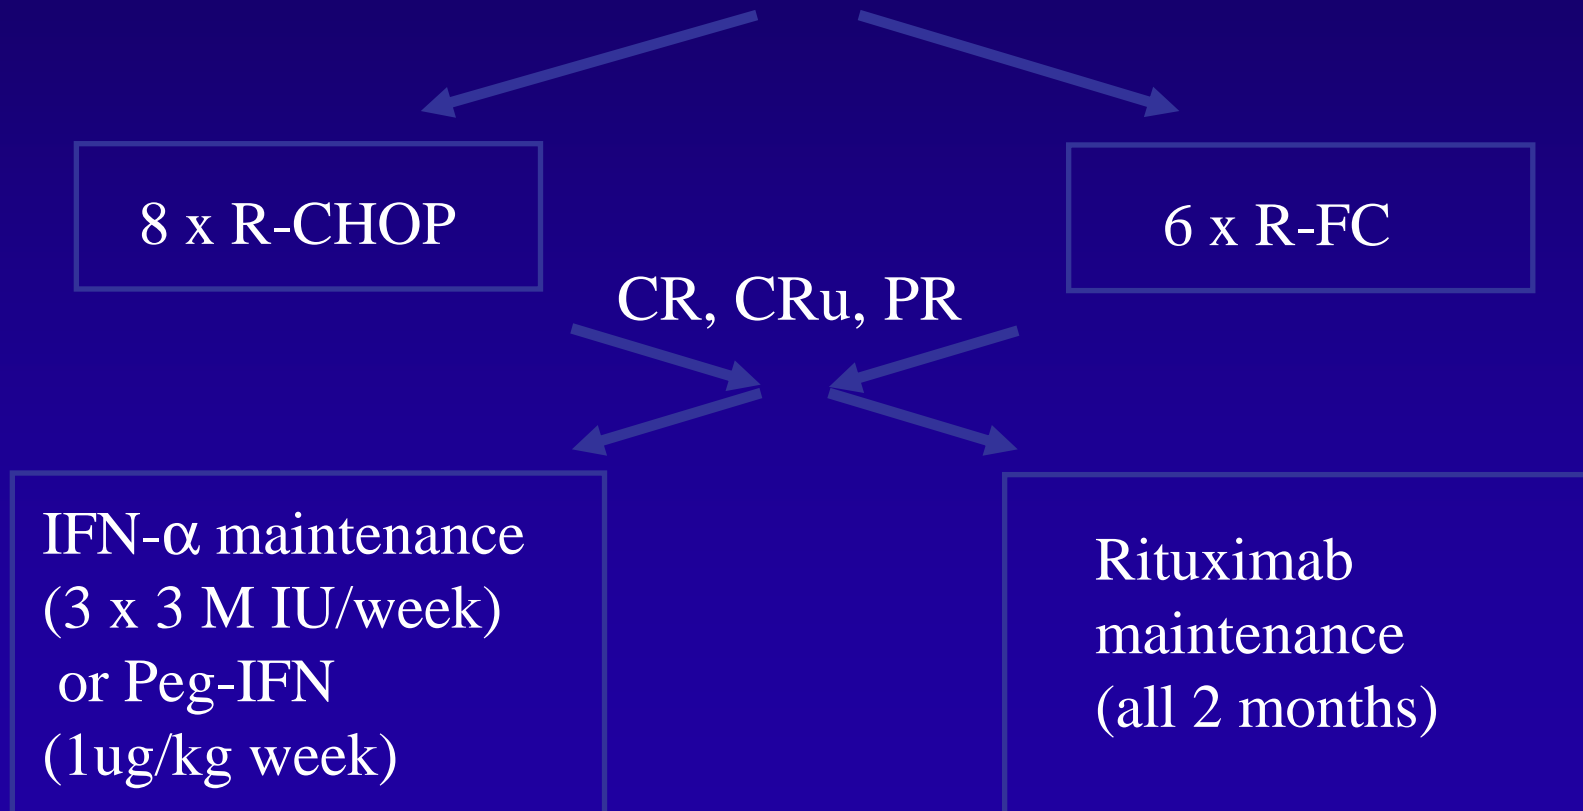 8 x R-CHOP
6 x R-FC
CR, CRu, PR
IFN-α maintenance
(3 x 3 M IU/week)
or Peg-IFN
(1ug/kg week)
Rituximab
maintenance
(all 2 months)